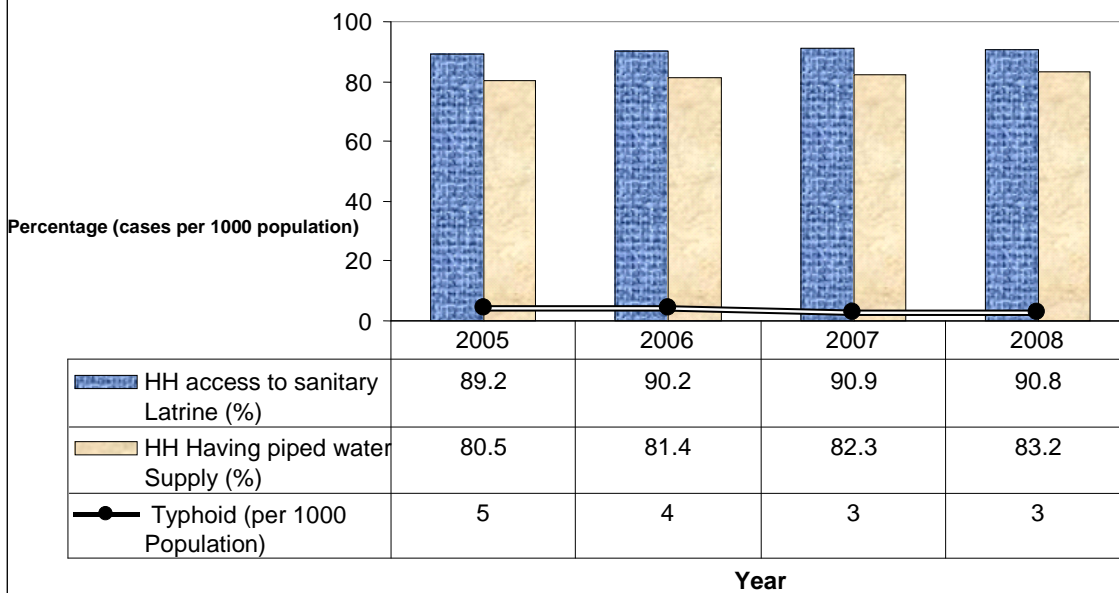 100
80
60
40
20
0
Percentage (cases per 1000 population)
2005 2006 2007 2008
HH access to sanitary
Latrine (%)
89.2 90.2 90.9 90.8
HH Having piped water
Supply (%)
80.5 81.4 82.3 83.2
Typhoid (per 1000
Population)
5 4 3 3
Year